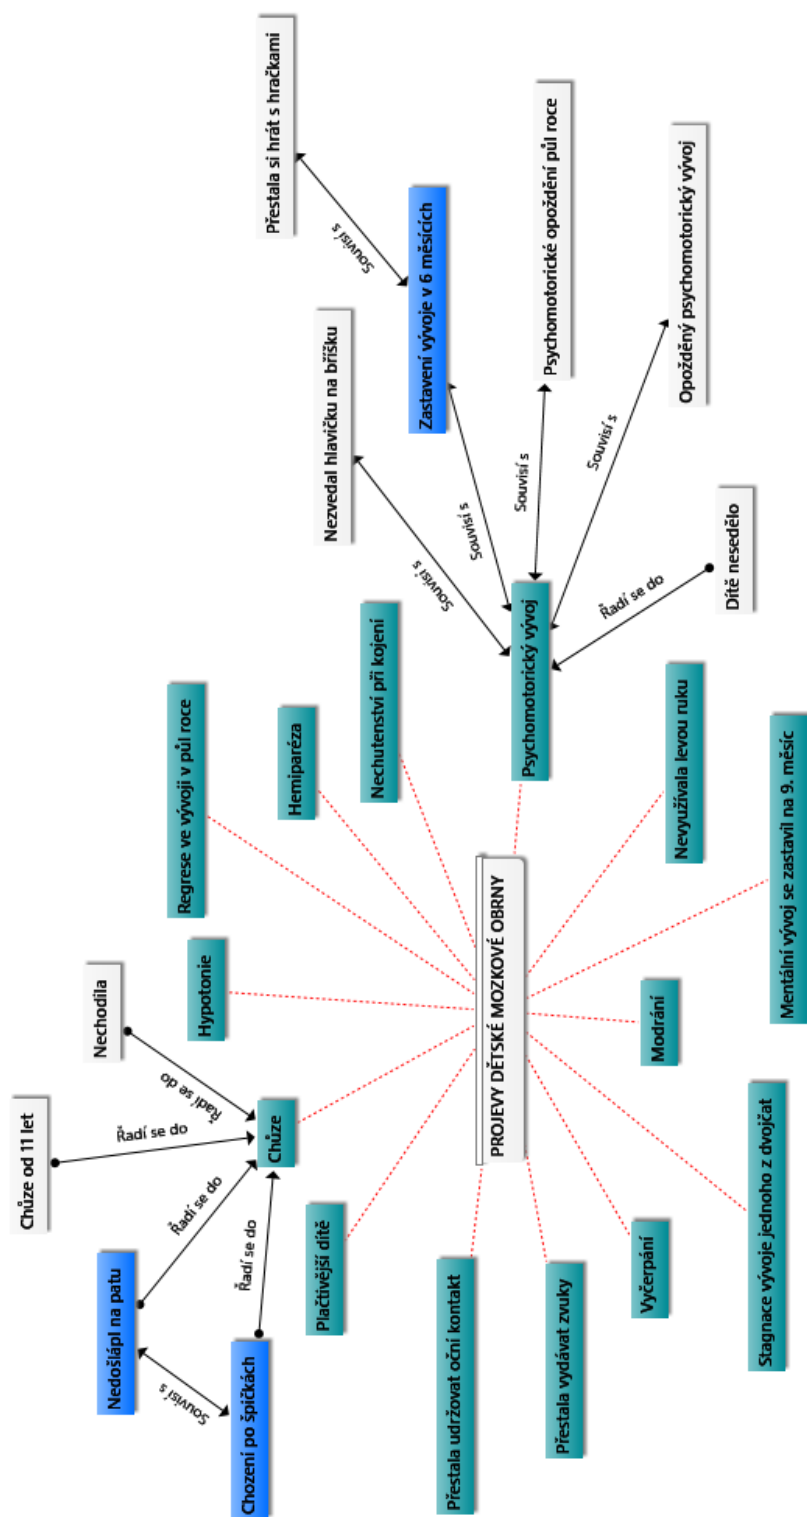 Chůze od 11 let
Nedošlápl na patu
Nechodila
Řadí se do
Řadí se do
Souvisí s
Řadí se do
Řadí se do
Chození po špičkách
Chůze
Hypotonie
Regrese ve vývoji v půl roce
Přestala si hrát s hračkami
Plačtivější dítě
Hemiparéza
Nezvedal hlavičku na bříšku
Souvisí s
Nechutenství při kojení
Zastavení vývoje v 6 měsících
Souvisí s
Souvisí s
Přestala udržovat oční kontakt
PROJEVY DĚTSKÉ MOZKOVÉ OBRNY
Psychomotorický vývoj
Souvisí s
Psychomotorické opoždění půl roce
Přestala vydávat zvuky
Souvisí s
Řadí se do
Vyčerpání
Modrání
Nevyužívala levou ruku
Opožděný psychomotorický vývoj
Dítě nesedělo
Stagnace vývoje jednoho z dvojčat
Mentální vývoj se zastavil na 9. měsíc